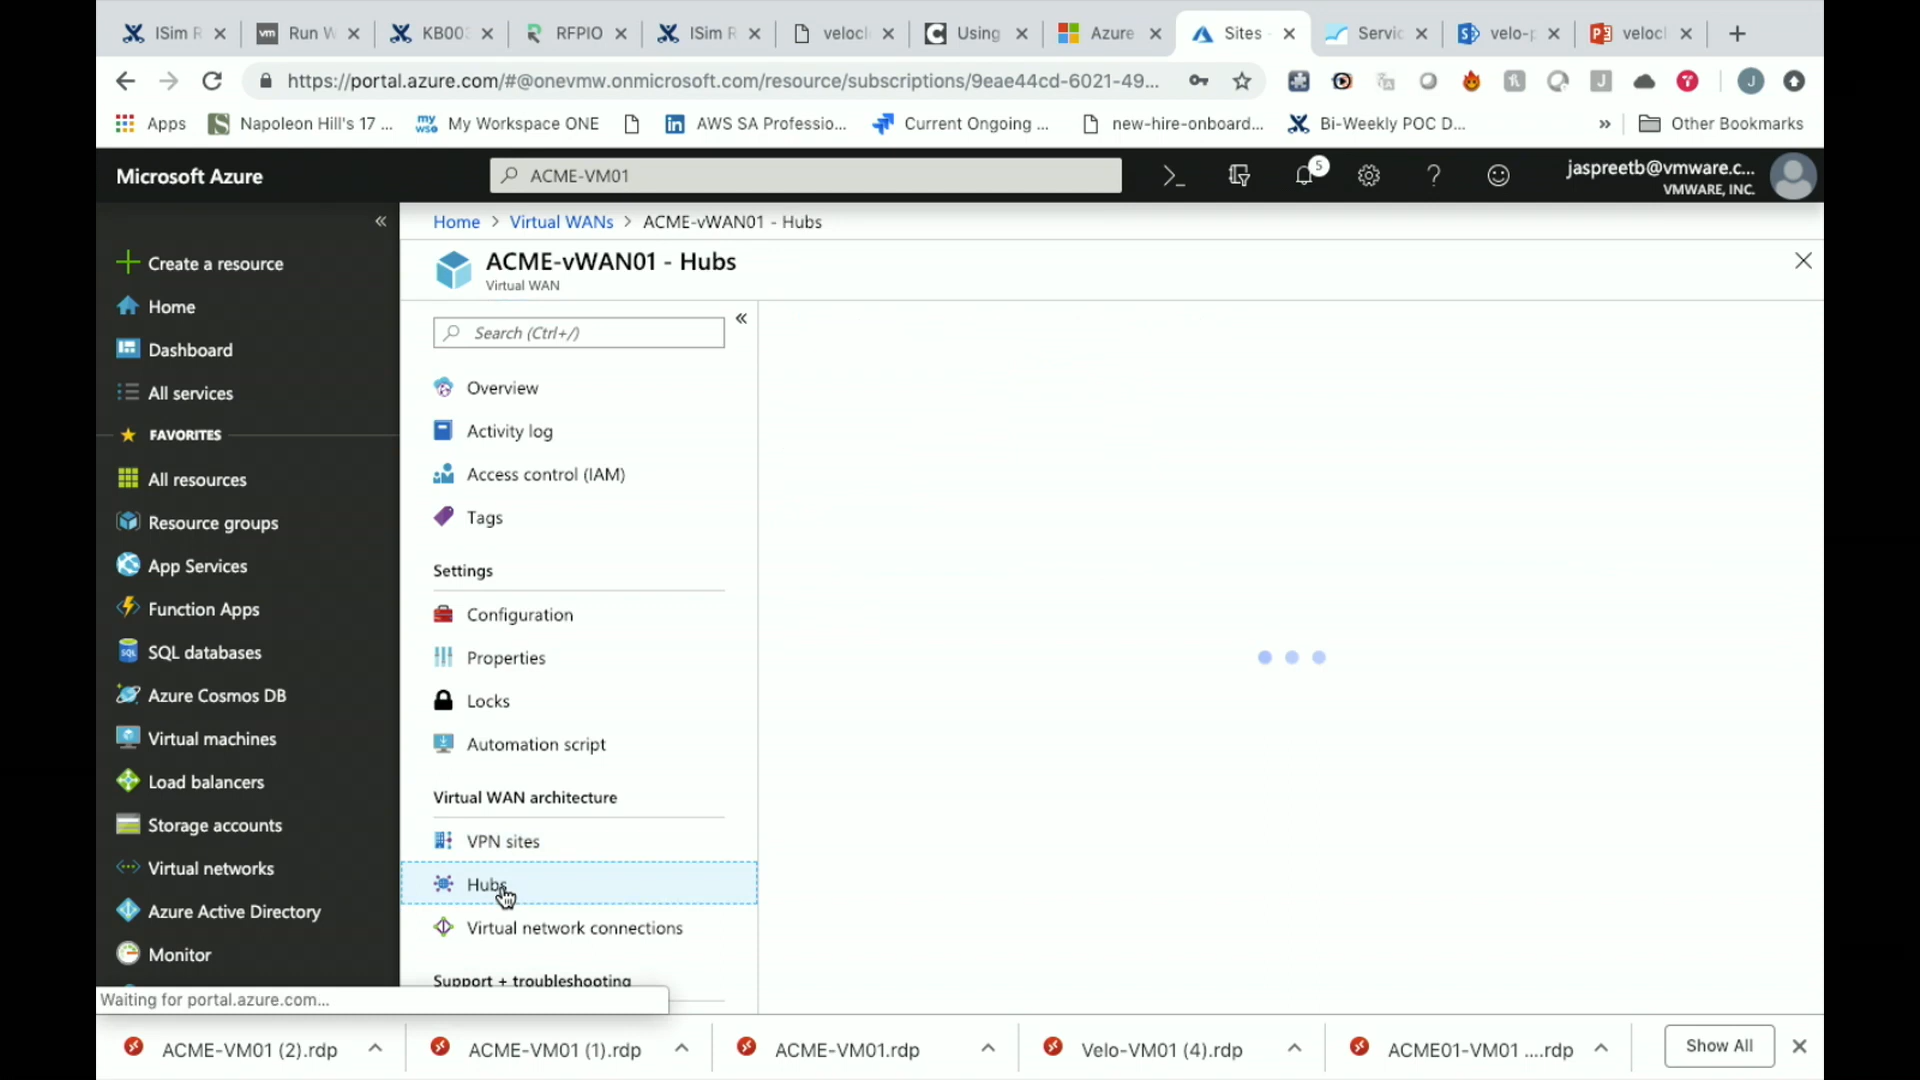 ISim R
Run W
KB003
RFPIO
ISim R
velocl
Using
Azure
Sites
Servic
velo-p
velocl
https://portal.azure.com/#@onevmw.onmicrosoft.com/resource/subscriptions/9eae44cd-6021-49...
Apps
Napoleon Hill's 17 ...
My Workspace ONE
AWS SA Professio...
Current Ongoing ...
new-hire-onboard...
Bi-Weekly POC D...
»
Other Bookmarks
Microsoft Azure
ACME-VM01
5
jaspreetb@vmware.c...
VMWARE, INC.
Home > Virtual WANs > ACME-vWAN01 - Hubs
ACME-vWAN01 - Hubs
Virtual WAN
Create a resource
Home
Dashboard
All services
FAVORITES
All resources
Resource groups
App Services
Function Apps
SQL databases
Azure Cosmos DB
Virtual machines
Load balancers
Storage accounts
Virtual networks
Azure Active Directory
Monitor
Search (Ctrl+/)
Overview
Activity log
Access control (IAM)
Tags
Settings
Configuration
Properties
Locks
Automation script
Virtual WAN architecture
VPN sites
Hubs
Virtual network connections
Support + troubleshooting
Waiting for portal.azure.com...
ACME-VM01 (2).rdp
ACME-VM01 (1).rdp
ACME-VM01.rdp
Velo-VM01 (4).rdp
ACME01-VM01 ....rdp
Show All